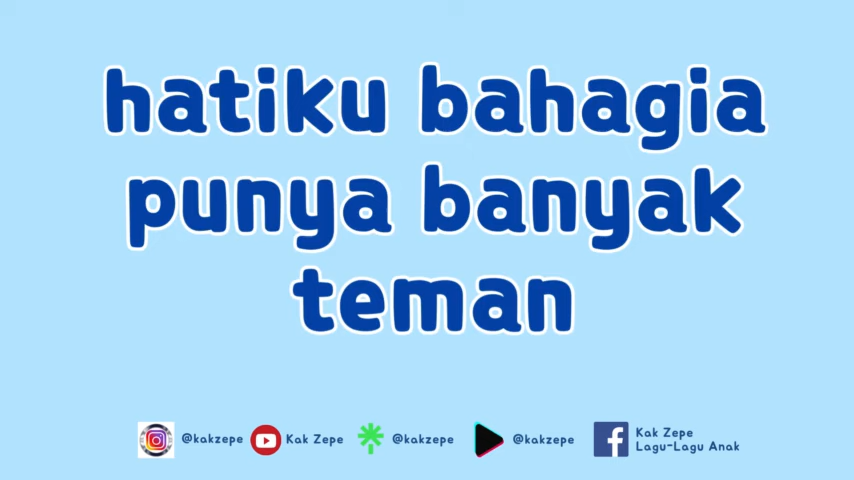 hatiku bahagia
punya banyak
teman
@kakzepe
Kak Zepe
@kakzepe
@kakzepe
Kak Zepe
Lagu-Lagu Anak